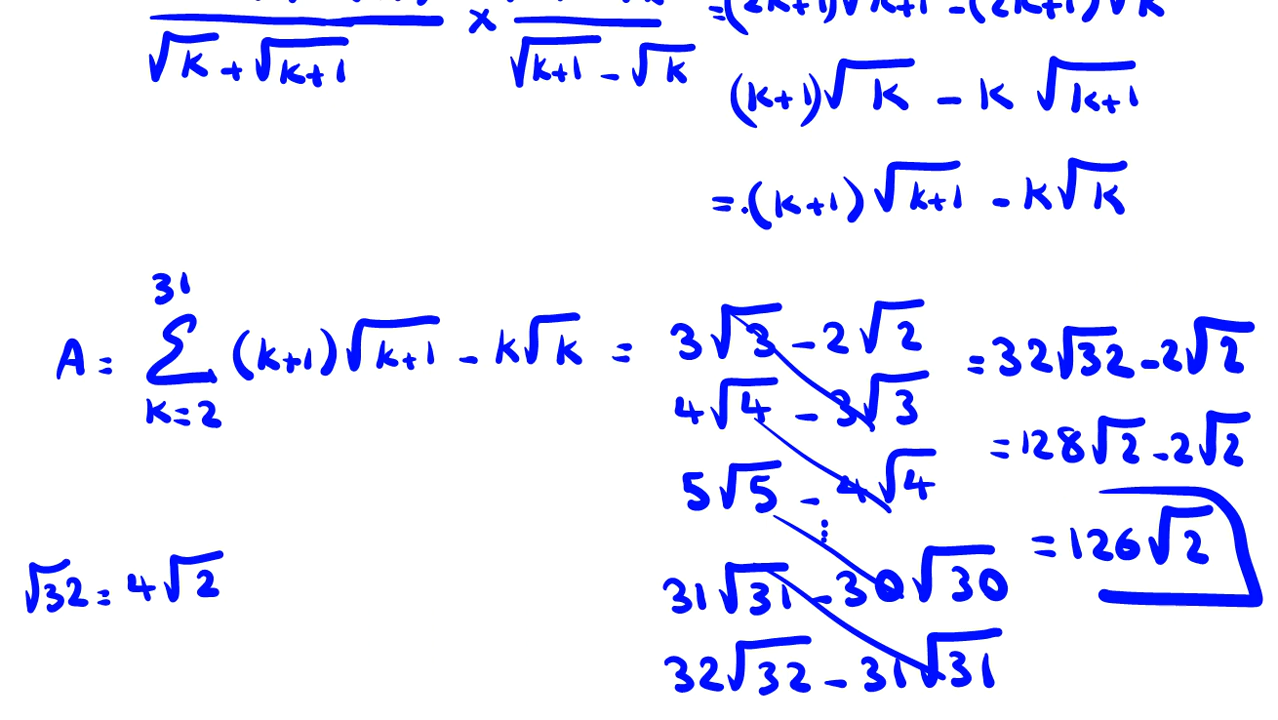 √k + √k+1 × √k+1 - √k
=(2k+1)√k+1 - (2k+1)√k
(k+1)√k - k √k+1
=.(k+1)√k+1 - k√k
A = 31 ∑ k=2 (k+1)√k+1 - k√k = 3√3 - 2√2 = 32√32 - 2√2
4√4 - 3√3 = 128√2 - 2√2
5√5 - 4√4
⋮
= 126√2
√32 = 4√2
31√31 - 30√30
32√32 - 31√31